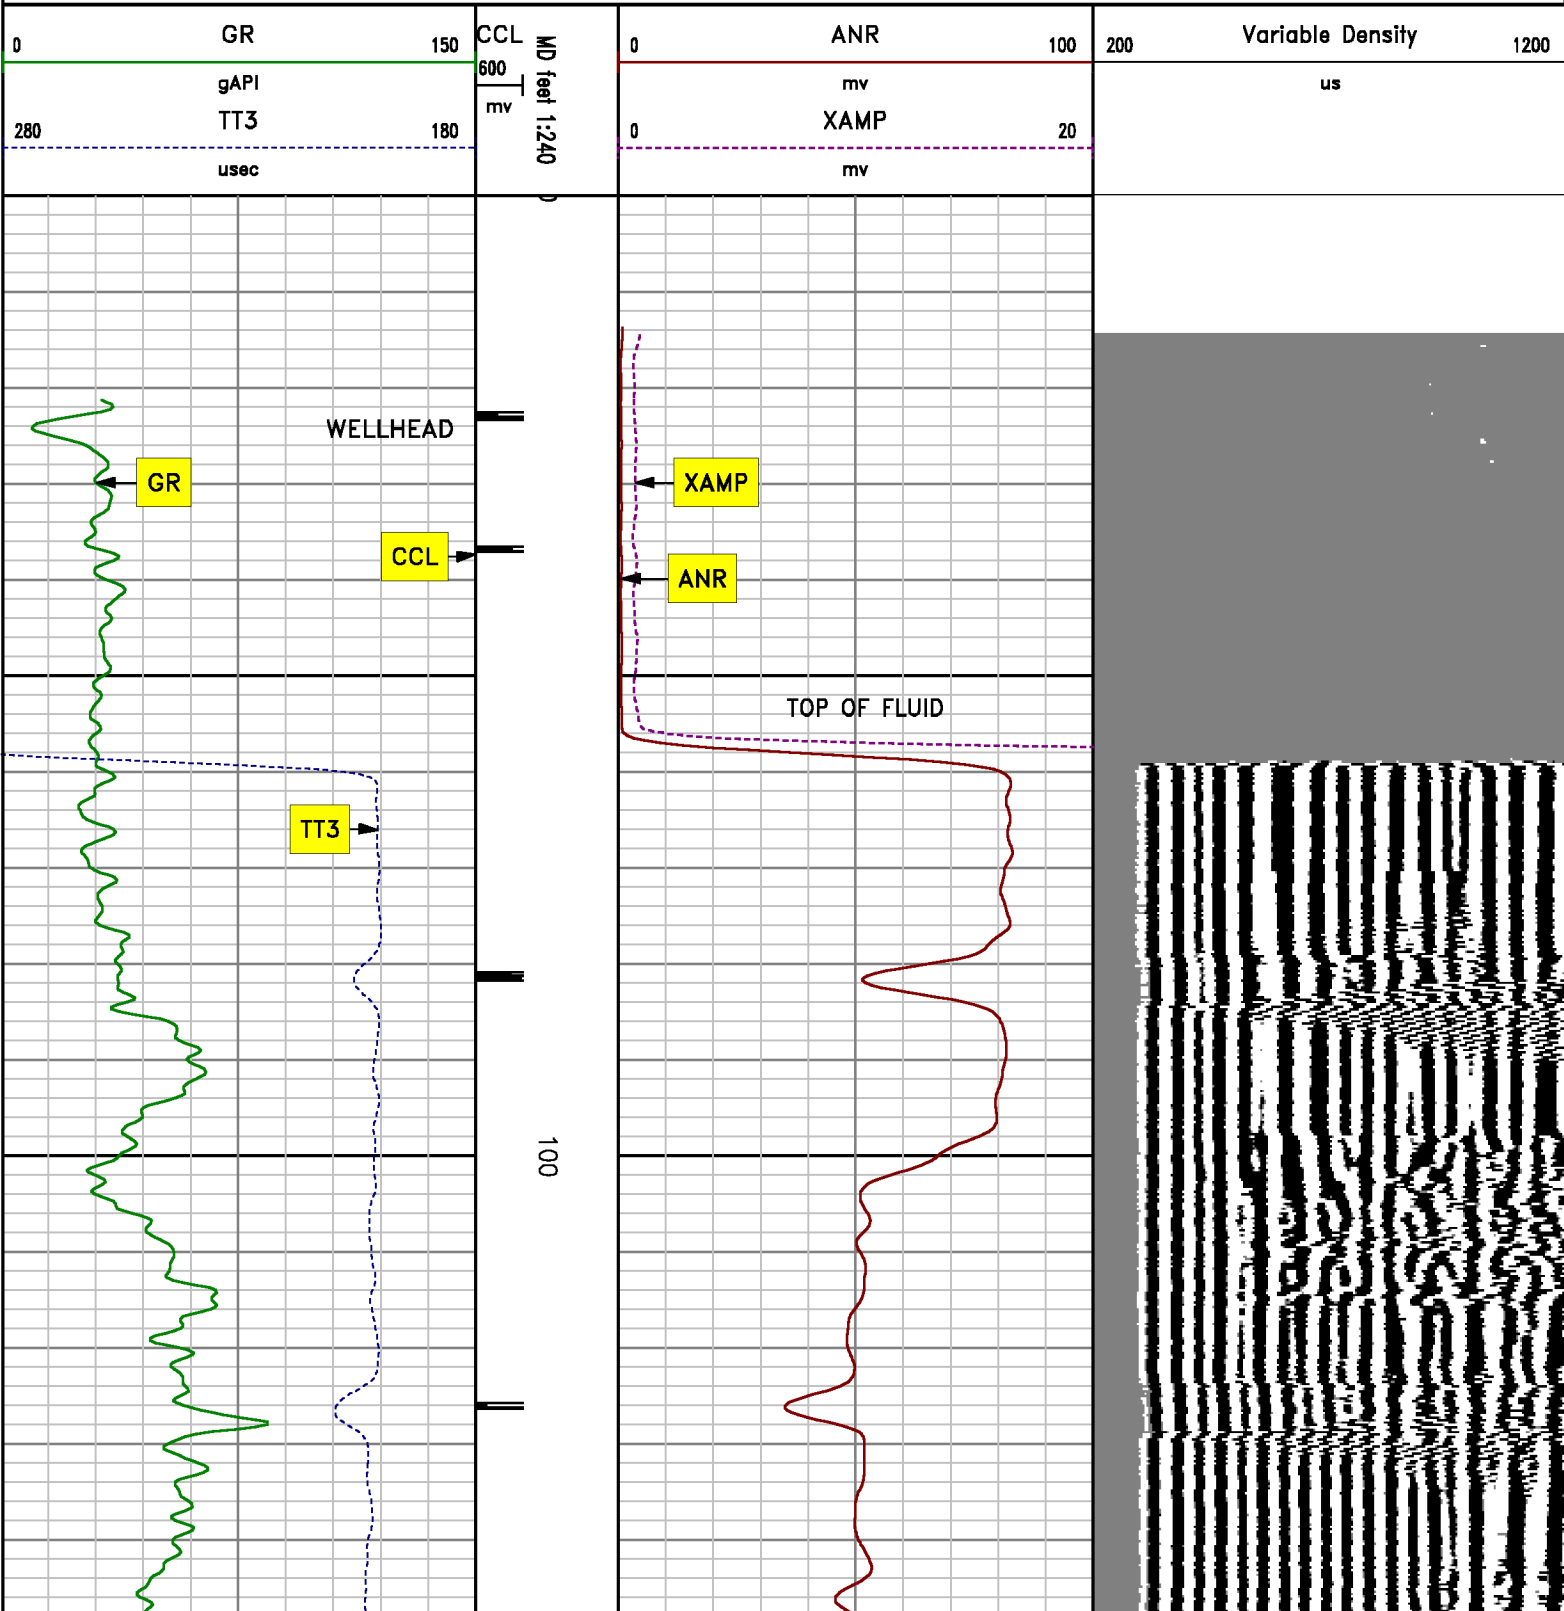 GR
0 150
gAPI
TT3
280 180
usec
CCL
600
mv
MD feet 1:240
ANR
0 100
mv
XAMP
0 20
mv
Variable Density
200 1200
us
WELLHEAD
GR
XAMP
CCL
ANR
TOP OF FLUID
TT3
100